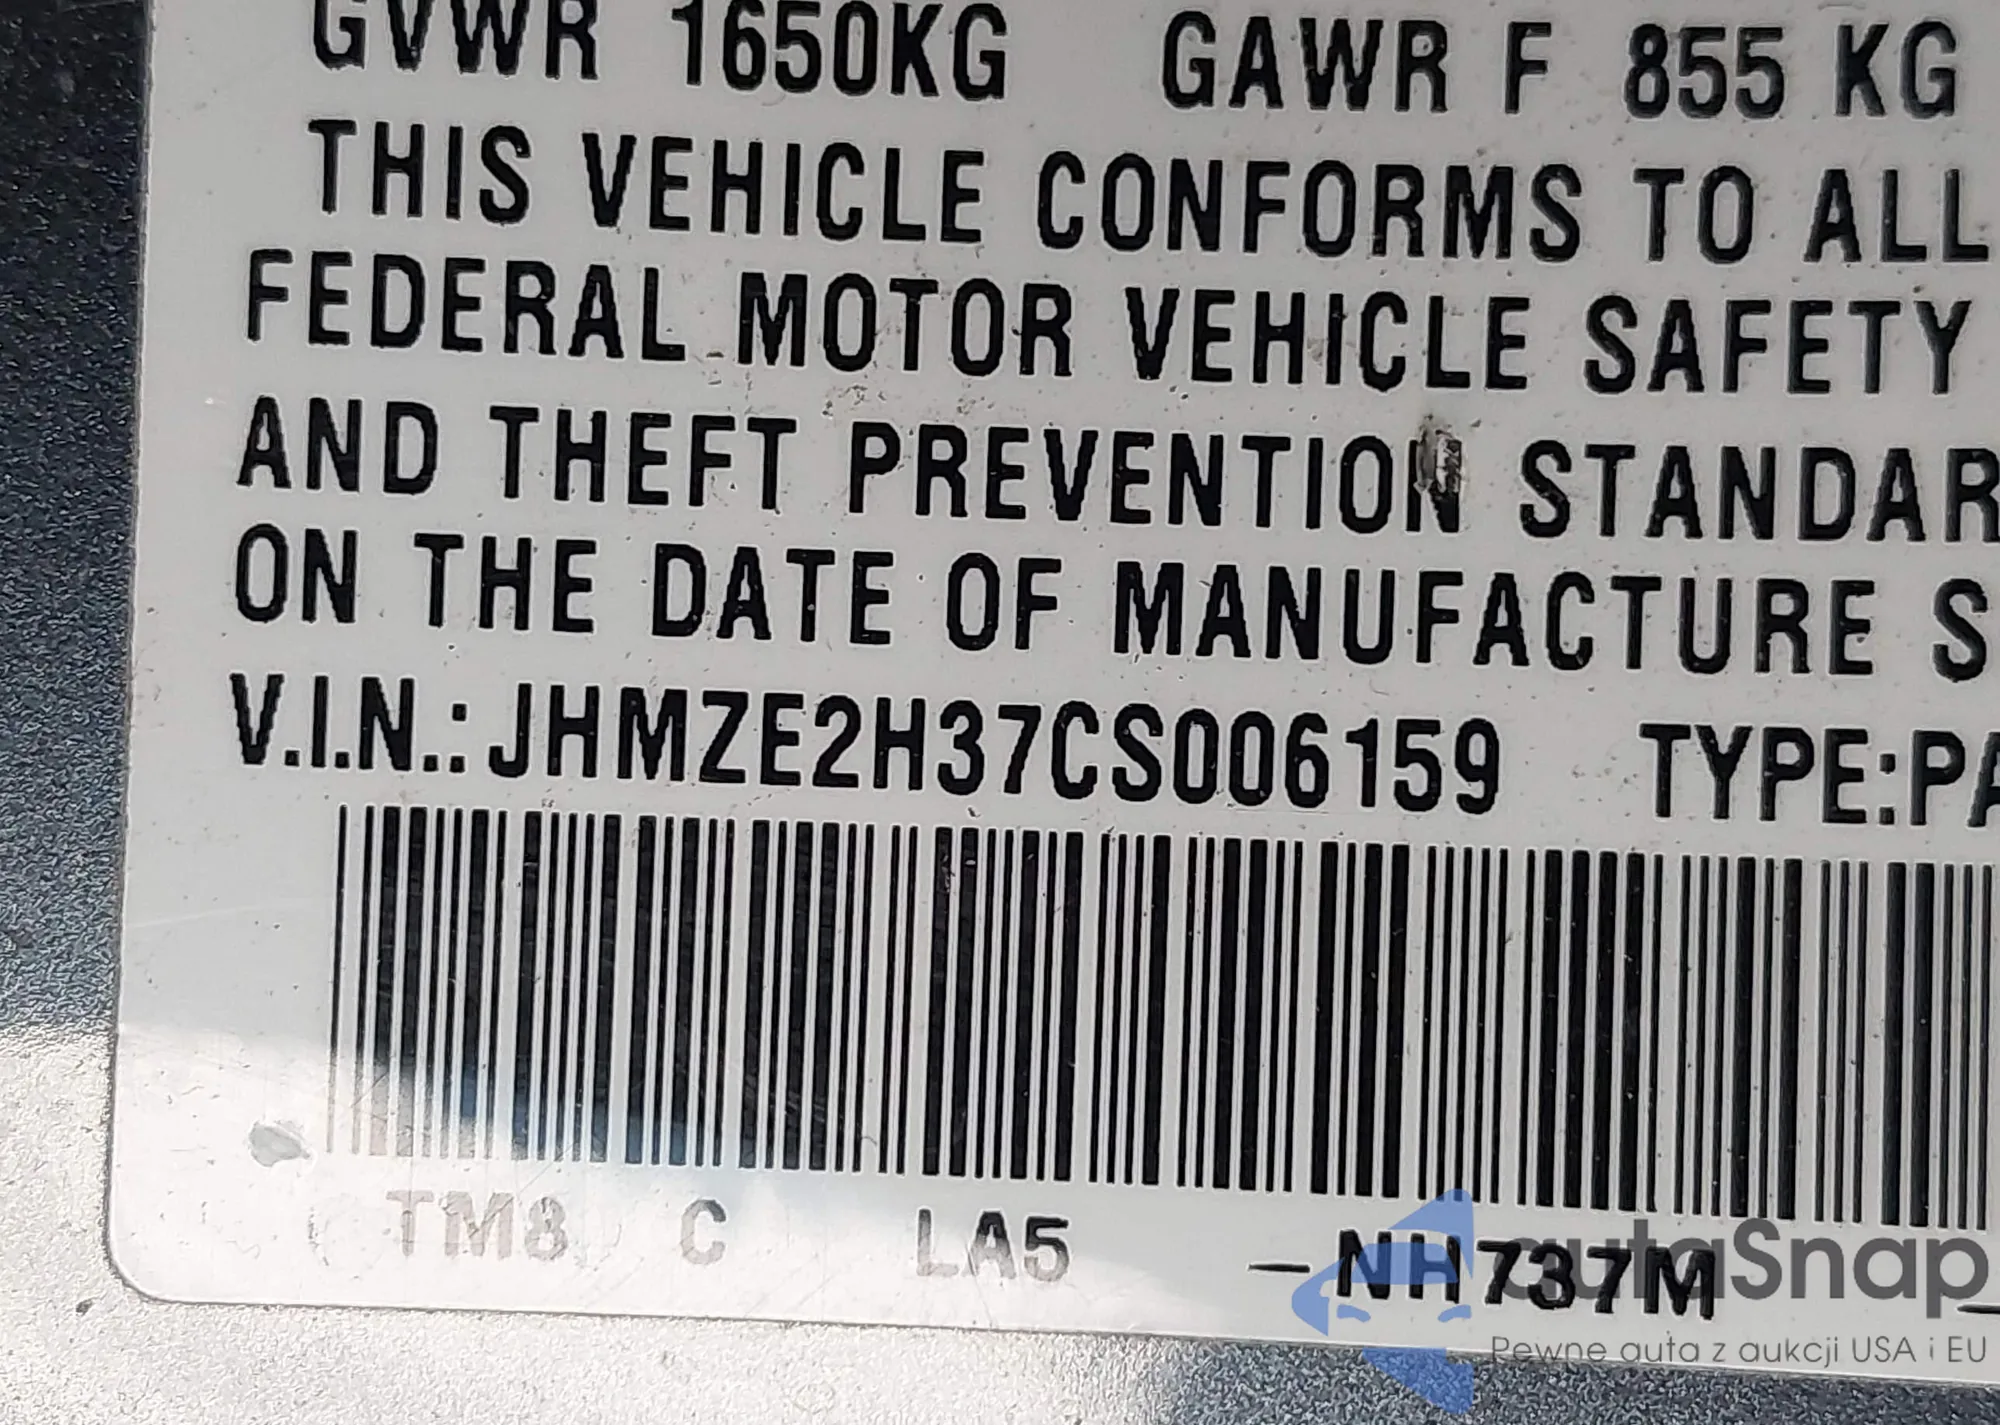 GVWR 1650KG GAWR F 855 KG
THIS VEHICLE CONFORMS TO ALL
FEDERAL MOTOR VEHICLE SAFETY
AND THEFT PREVENTION STANDAR
ON THE DATE OF MANUFACTURE S
V.I.N.: JHMZE2H37CS006159 TYPE:PA
TM8 C LA5 – NH737M –
autaSnap
Pewne auta z aukcji USA i EU